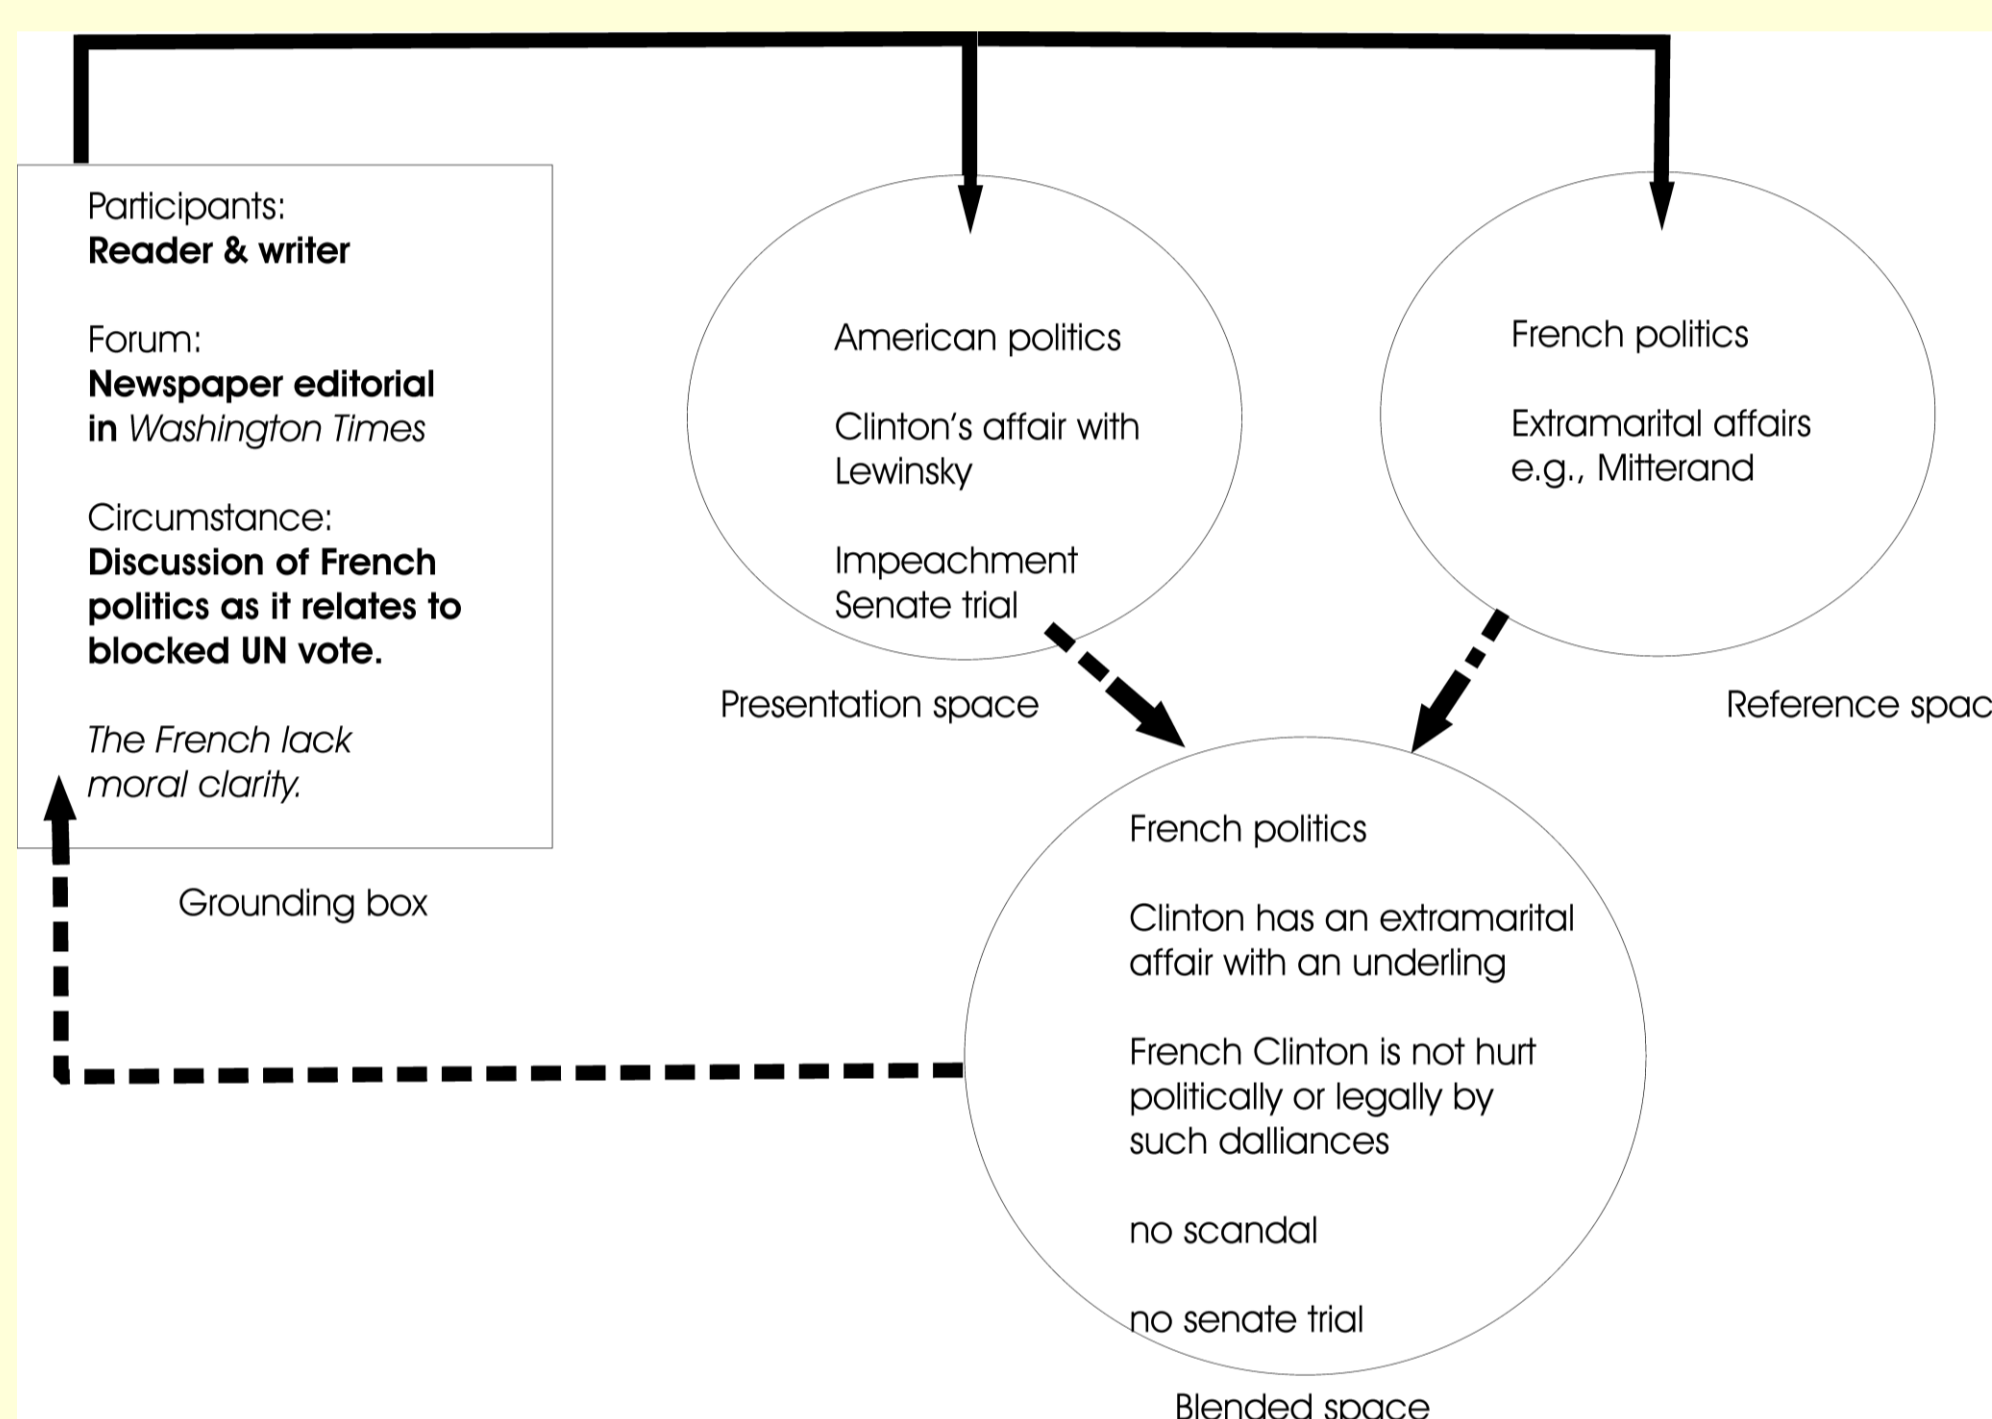 Participants:
Reader & writer
Forum:
Newspaper editorial
in Washington Times
Circumstance:
Discussion of French
politics as it relates to
blocked UN vote.
The French lack
moral clarity.
Grounding box
American politics
Clinton's affair with
Lewinsky
Impeachment
Senate trial
Presentation space
French politics
Extramarital affairs
e.g., Mitterand
Reference spac
French politics
Clinton has an extramarital
affair with an underling
French Clinton is not hurt
politically or legally by
such dalliances
no scandal
no senate trial
Blended space